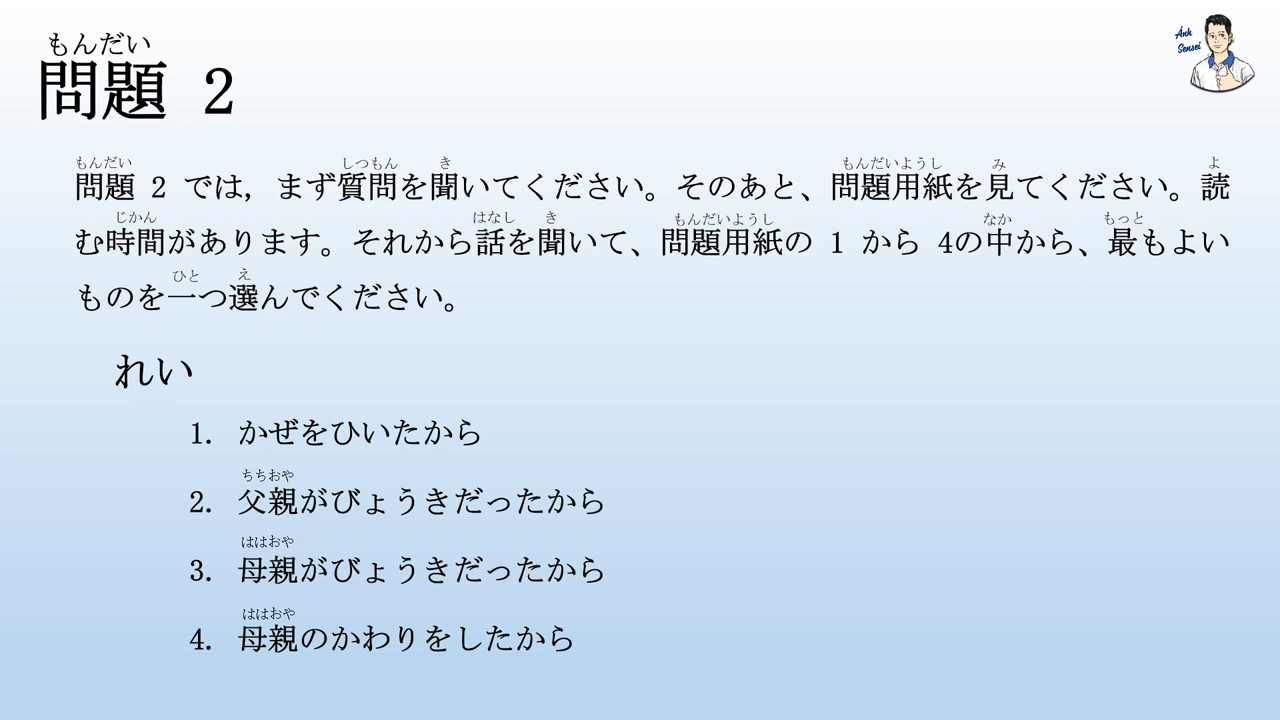 もんだい
問題 2
Ánh
Sensei
もんだい しつもん き もんだいようし み よ
問題 2 では, まず質問を聞いてください。そのあと、問題用紙を見てください。読
じかん はなし き もんだいようし なか もっと
む時間があります。それから話を聞いて、問題用紙の 1 から 4の中から、最もよい
ひと え
ものを一つ選んでください。
れい
1. かぜをひいたから
ちちおや
2. 父親がびょうきだったから
ははおや
3. 母親がびょうきだったから
ははおや
4. 母親のかわりをしたから